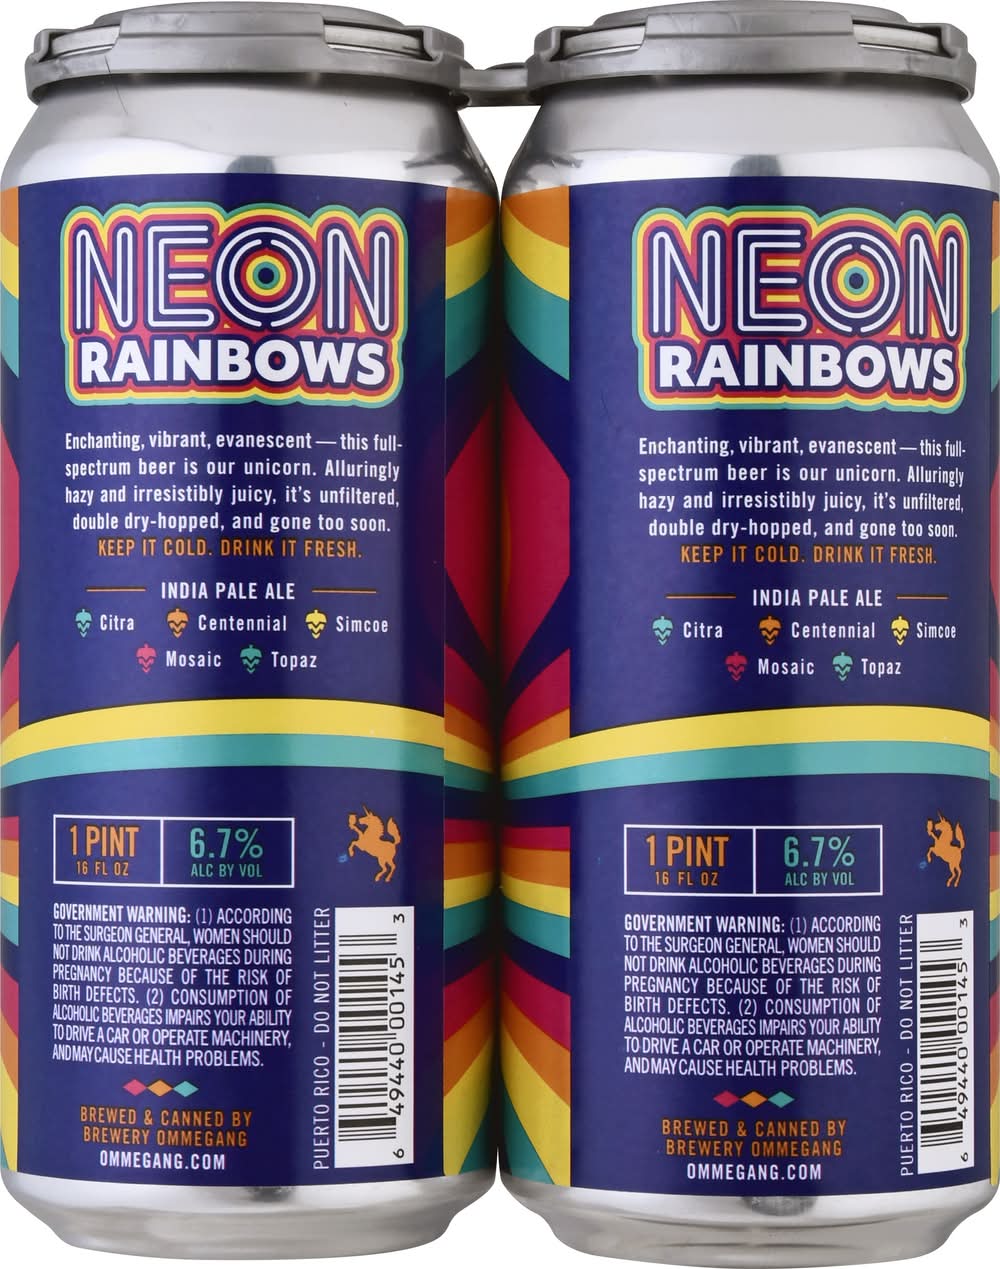 NEON
RAINBOWS
Enchanting, vibrant, evanescent — this full-
spectrum beer is our unicorn. Alluringly
hazy and irresistibly juicy, it's unfiltered,
double dry-hopped, and gone too soon.
KEEP IT COLD. DRINK IT FRESH.
INDIA PALE ALE
Citra Centennial Simcoe
Mosaic Topaz
1 PINT
16 FL OZ
6.7%
ALC BY VOL
GOVERNMENT WARNING: (1) ACCORDING
TO THE SURGEON GENERAL, WOMEN SHOULD
NOT DRINK ALCOHOLIC BEVERAGES DURING
PREGNANCY BECAUSE OF THE RISK OF
BIRTH DEFECTS. (2) CONSUMPTION OF
ALCOHOLIC BEVERAGES IMPAIRS YOUR ABILITY
TO DRIVE A CAR OR OPERATE MACHINERY,
AND MAY CAUSE HEALTH PROBLEMS.
BREWED & CANNED BY
BREWERY OMMEGANG
OMMEGANG.COM
PUERTO RICO - DO NOT LITTER
6 49440 00145 3
NEON
RAINBOWS
Enchanting, vibrant, evanescent — this full-
spectrum beer is our unicorn. Alluringly
hazy and irresistibly juicy, it's unfiltered,
double dry-hopped, and gone too soon.
KEEP IT COLD. DRINK IT FRESH.
INDIA PALE ALE
Citra Centennial Simcoe
Mosaic Topaz
1 PINT
16 FL OZ
6.7%
ALC BY VOL
GOVERNMENT WARNING: (1) ACCORDING
TO THE SURGEON GENERAL, WOMEN SHOULD
NOT DRINK ALCOHOLIC BEVERAGES DURING
PREGNANCY BECAUSE OF THE RISK OF
BIRTH DEFECTS. (2) CONSUMPTION OF
ALCOHOLIC BEVERAGES IMPAIRS YOUR ABILITY
TO DRIVE A CAR OR OPERATE MACHINERY,
AND MAY CAUSE HEALTH PROBLEMS.
BREWED & CANNED BY
BREWERY OMMEGANG
OMMEGANG.COM
PUERTO RICO - DO NOT LITTER
6 49440 00145 3